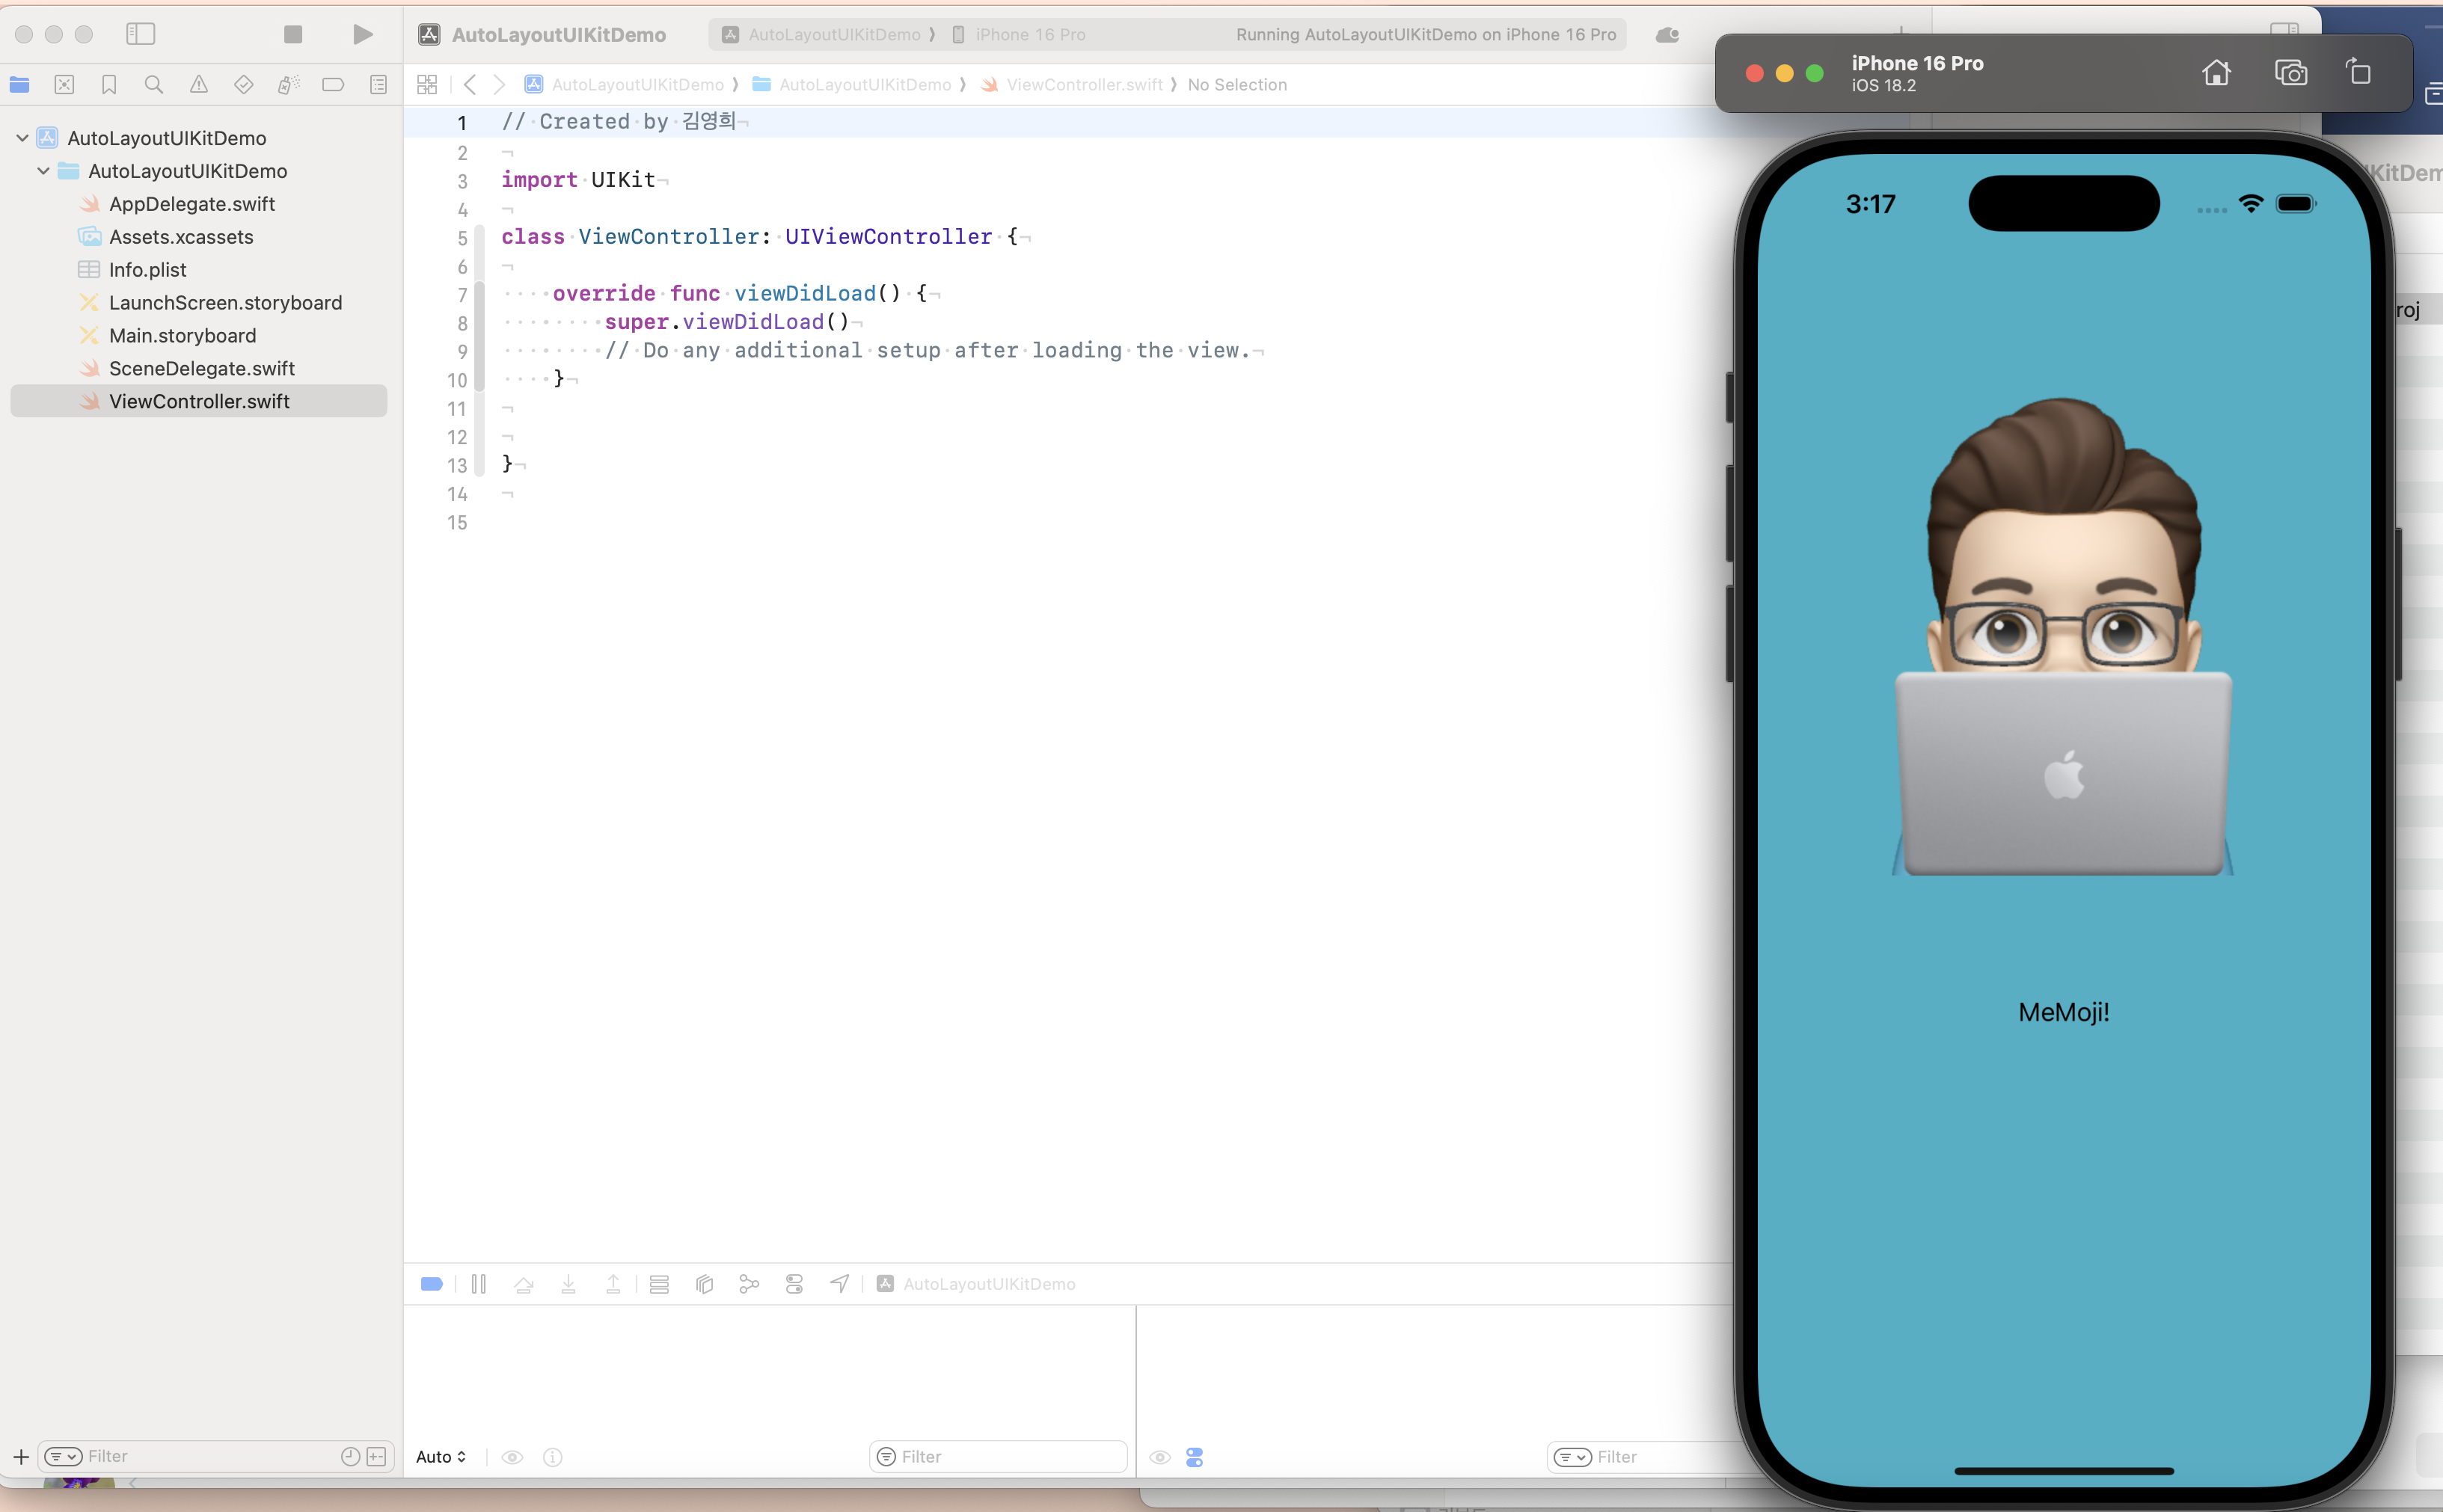 AutoLayoutUIKitDemo
AutoLayoutUIKitDemo ⟩ iPhone 16 Pro
Running AutoLayoutUIKitDemo on iPhone 16 Pro
AutoLayoutUIKitDemo ⟩ AutoLayoutUIKitDemo ⟩ ViewController.swift ⟩ No Selection
AutoLayoutUIKitDemo
AutoLayoutUIKitDemo
AppDelegate.swift
Assets.xcassets
Info.plist
LaunchScreen.storyboard
Main.storyboard
SceneDelegate.swift
ViewController.swift
Filter
1 // Created by 김영희
2
3 import UIKit
4
5 class ViewController: UIViewController {
6
7 override func viewDidLoad() {
8 super.viewDidLoad()
9 // Do any additional setup after loading the view.
10 }
11
12
13 }
14
15
AutoLayoutUIKitDemo
Auto
Filter
Filter
iPhone 16 Pro
iOS 18.2
3:17
MeMoji!
KitDem
roj